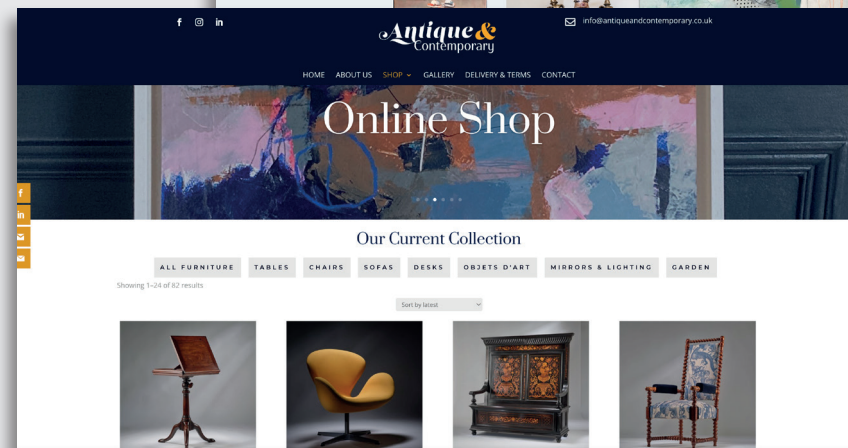 info@antiqueandcontemporary.co.uk
Antique &
Contemporary
HOME ABOUT US SHOP GALLERY DELIVERY & TERMS CONTACT
Online Shop
Our Current Collection
ALL FURNITURE TABLES CHAIRS SOFAS DESKS OBJETS D'ART MIRRORS & LIGHTING GARDEN
Showing 1–24 of 82 results
Sort by latest